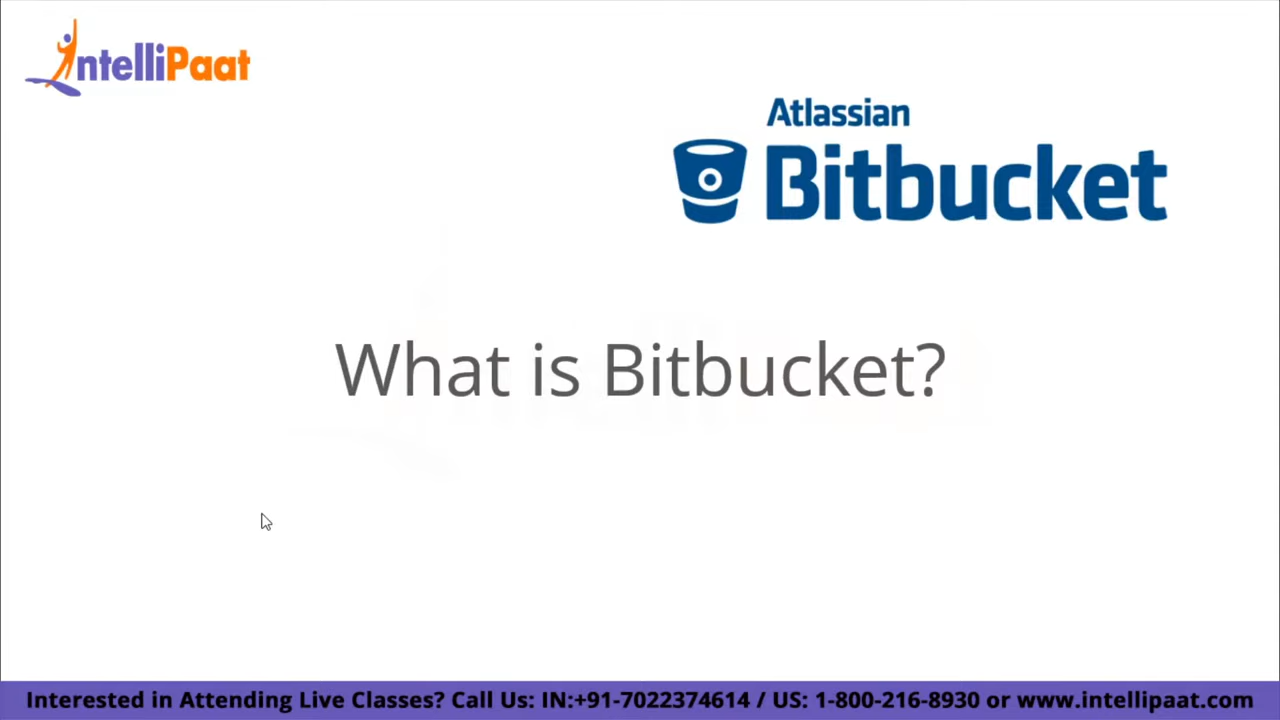 IntelliPaat
Atlassian
Bitbucket
What is Bitbucket?
Interested in Attending Live Classes? Call Us: IN:+91-7022374614 / US: 1-800-216-8930 or www.intellipaat.com